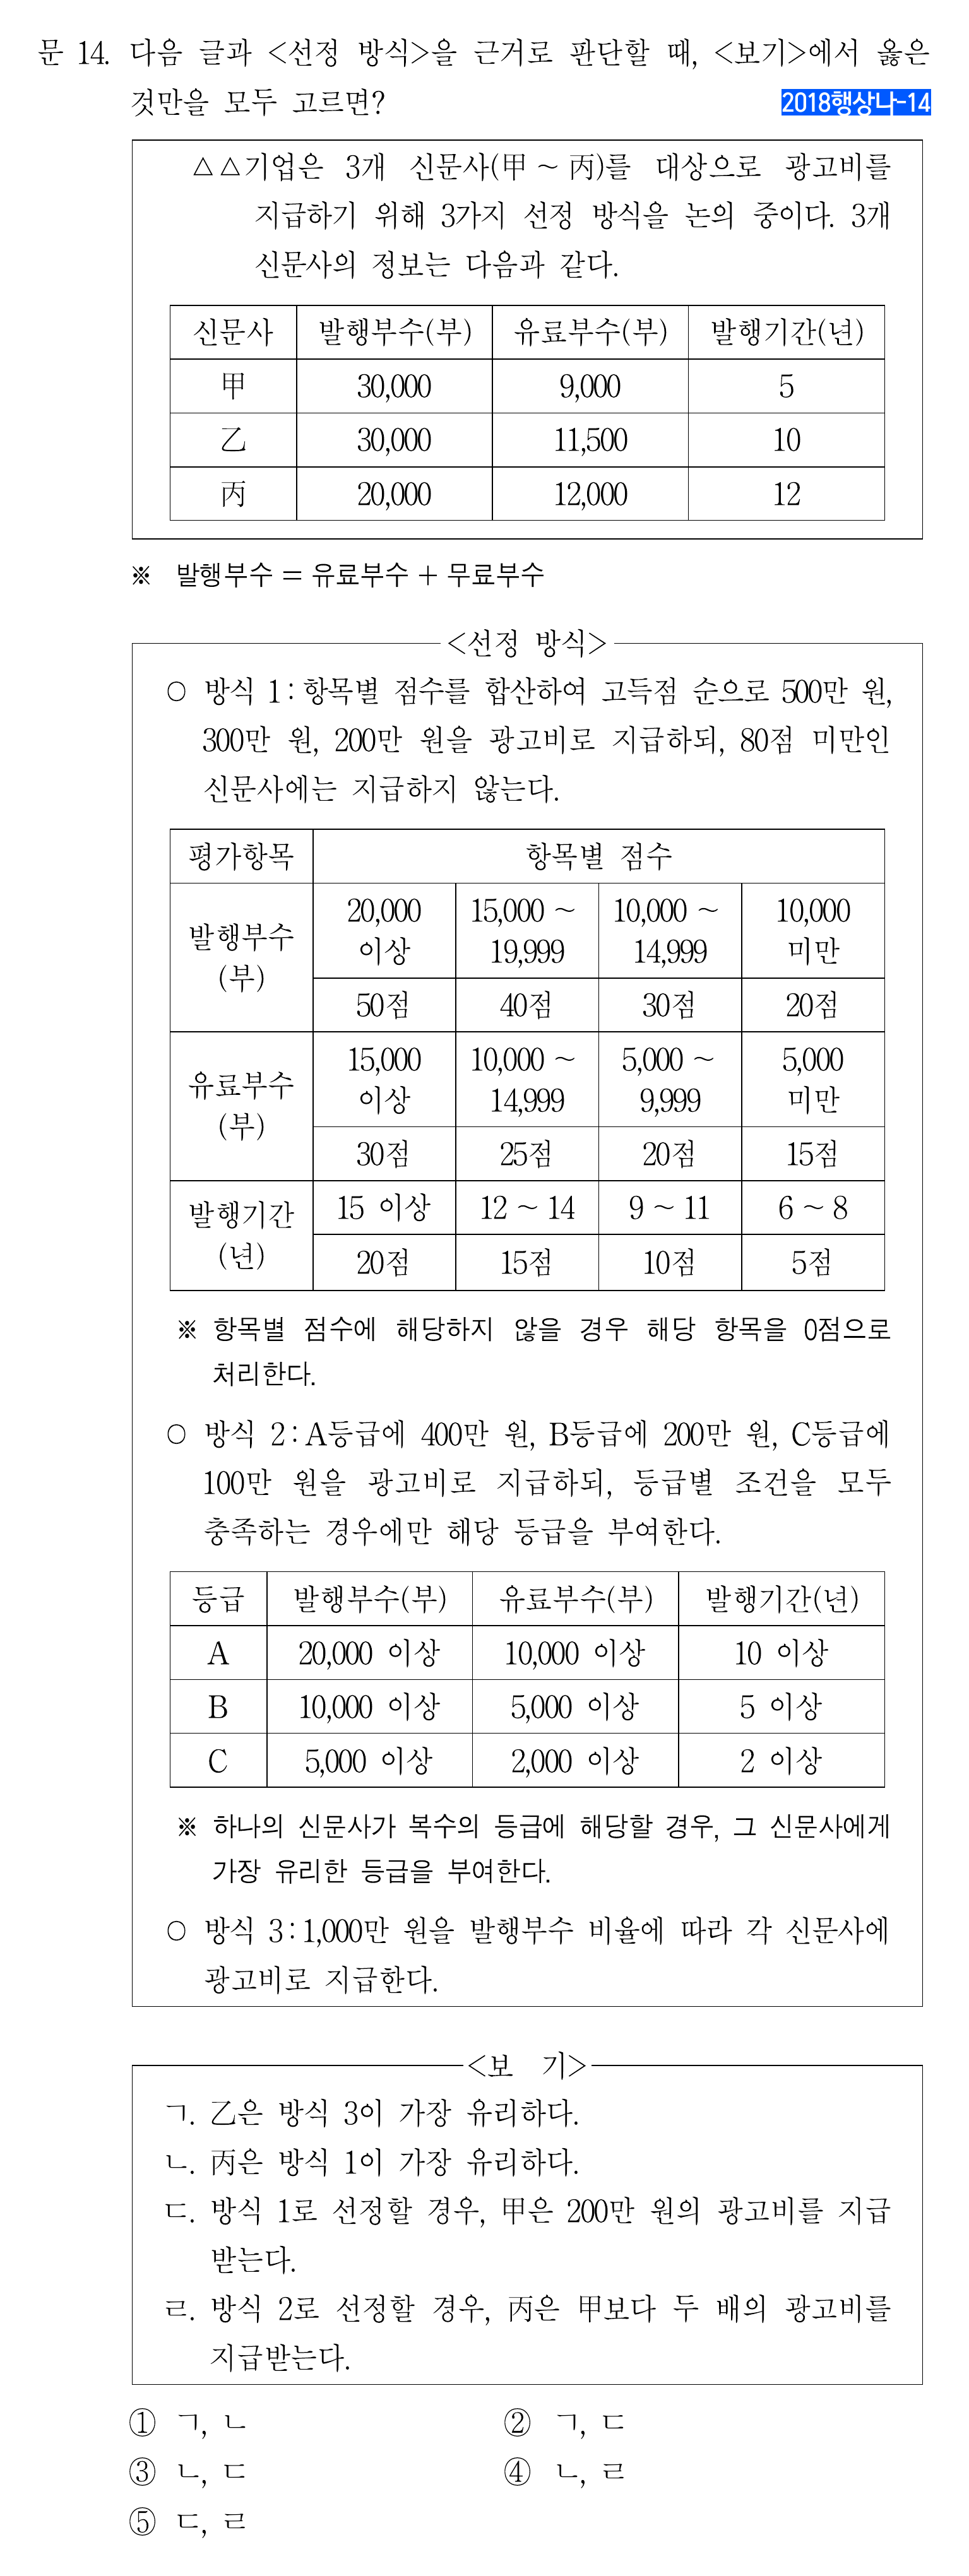 문 14. 다음 글과 <선정 방식>을 근거로 판단할 때, <보기>에서 옳은
것만을 모두 고르면?
2018행상나-14
△△기업은 3개 신문사(甲 ~ 丙)를 대상으로 광고비를
지급하기 위해 3가지 선정 방식을 논의 중이다. 3개
신문사의 정보는 다음과 같다.
신문사 발행부수(부) 유료부수(부) 발행기간(년)
甲 30,000 9,000 5
乙 30,000 11,500 10
丙 20,000 12,000 12
※ 발행부수 = 유료부수 + 무료부수
<선정 방식>
○ 방식 1 : 항목별 점수를 합산하여 고득점 순으로 500만 원,
300만 원, 200만 원을 광고비로 지급하되, 80점 미만인
신문사에는 지급하지 않는다.
평가항목 항목별 점수
발행부수
(부)
20,000
이상
15,000 ~
19,999
10,000 ~
14,999
10,000
미만
50점 40점 30점 20점
유료부수
(부)
15,000
이상
10,000 ~
14,999
5,000 ~
9,999
5,000
미만
30점 25점 20점 15점
발행기간
(년)
15 이상 12 ~ 14 9 ~ 11 6 ~ 8
20점 15점 10점 5점
※ 항목별 점수에 해당하지 않을 경우 해당 항목을 0점으로
처리한다.
○ 방식 2 : A등급에 400만 원, B등급에 200만 원, C등급에
100만 원을 광고비로 지급하되, 등급별 조건을 모두
충족하는 경우에만 해당 등급을 부여한다.
등급 발행부수(부) 유료부수(부) 발행기간(년)
A 20,000 이상 10,000 이상 10 이상
B 10,000 이상 5,000 이상 5 이상
C 5,000 이상 2,000 이상 2 이상
※ 하나의 신문사가 복수의 등급에 해당할 경우, 그 신문사에게
가장 유리한 등급을 부여한다.
○ 방식 3 : 1,000만 원을 발행부수 비율에 따라 각 신문사에
광고비로 지급한다.
<보 기>
ㄱ. 乙은 방식 3이 가장 유리하다.
ㄴ. 丙은 방식 1이 가장 유리하다.
ㄷ. 방식 1로 선정할 경우, 甲은 200만 원의 광고비를 지급
받는다.
ㄹ. 방식 2로 선정할 경우, 丙은 甲보다 두 배의 광고비를
지급받는다.
① ㄱ, ㄴ ② ㄱ, ㄷ
③ ㄴ, ㄷ ④ ㄴ, ㄹ
⑤ ㄷ, ㄹ